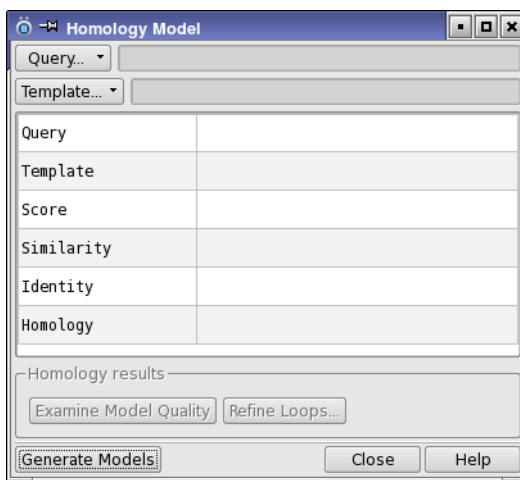 Homology Model
Query...
Template...
Query
Template
Score
Similarity
Identity
Homology
Homology results
Examine Model Quality Refine Loops...
Generate Models Close Help